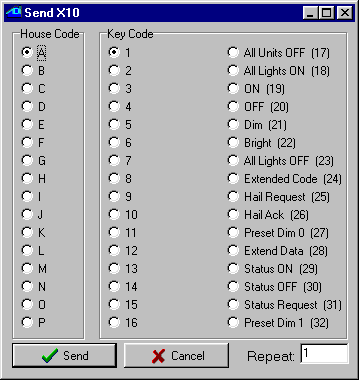 Send X10
House Code
Key Code
A
B
C
D
E
F
G
H
I
J
K
L
M
N
O
P
1
2
3
4
5
6
7
8
9
10
11
12
13
14
15
16
All Units OFF (17)
All Lights ON (18)
ON (19)
OFF (20)
Dim (21)
Bright (22)
All Lights OFF (23)
Extended Code (24)
Hail Request (25)
Hail Ack (26)
Preset Dim 0 (27)
Extend Data (28)
Status ON (29)
Status OFF (30)
Status Request (31)
Preset Dim 1 (32)
Send
Cancel
Repeat: 1